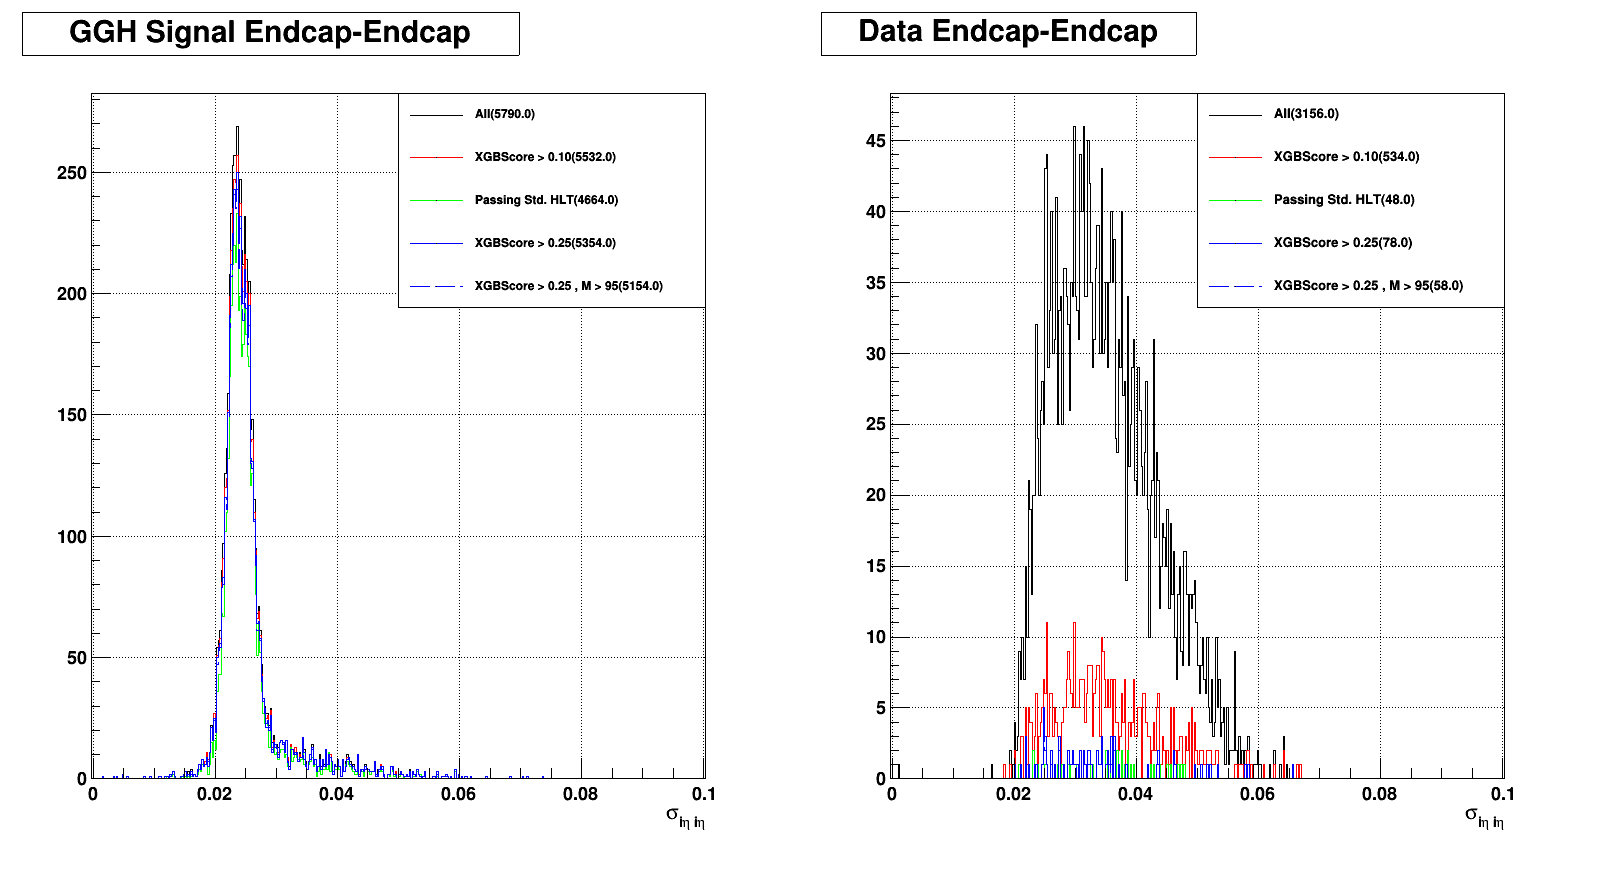 GGH Signal Endcap-Endcap
All(5790.0)
XGBScore > 0.10(5532.0)
Passing Std. HLT(4664.0)
XGBScore > 0.25(5354.0)
XGBScore > 0.25 , M > 95(5154.0)
250
200
150
100
50
0
0 0.02 0.04 0.06 0.08 0.1
σiη iη
Data Endcap-Endcap
All(3156.0)
XGBScore > 0.10(534.0)
Passing Std. HLT(48.0)
XGBScore > 0.25(78.0)
XGBScore > 0.25 , M > 95(58.0)
45
40
35
30
25
20
15
10
5
0
0 0.02 0.04 0.06 0.08 0.1
σiη iη